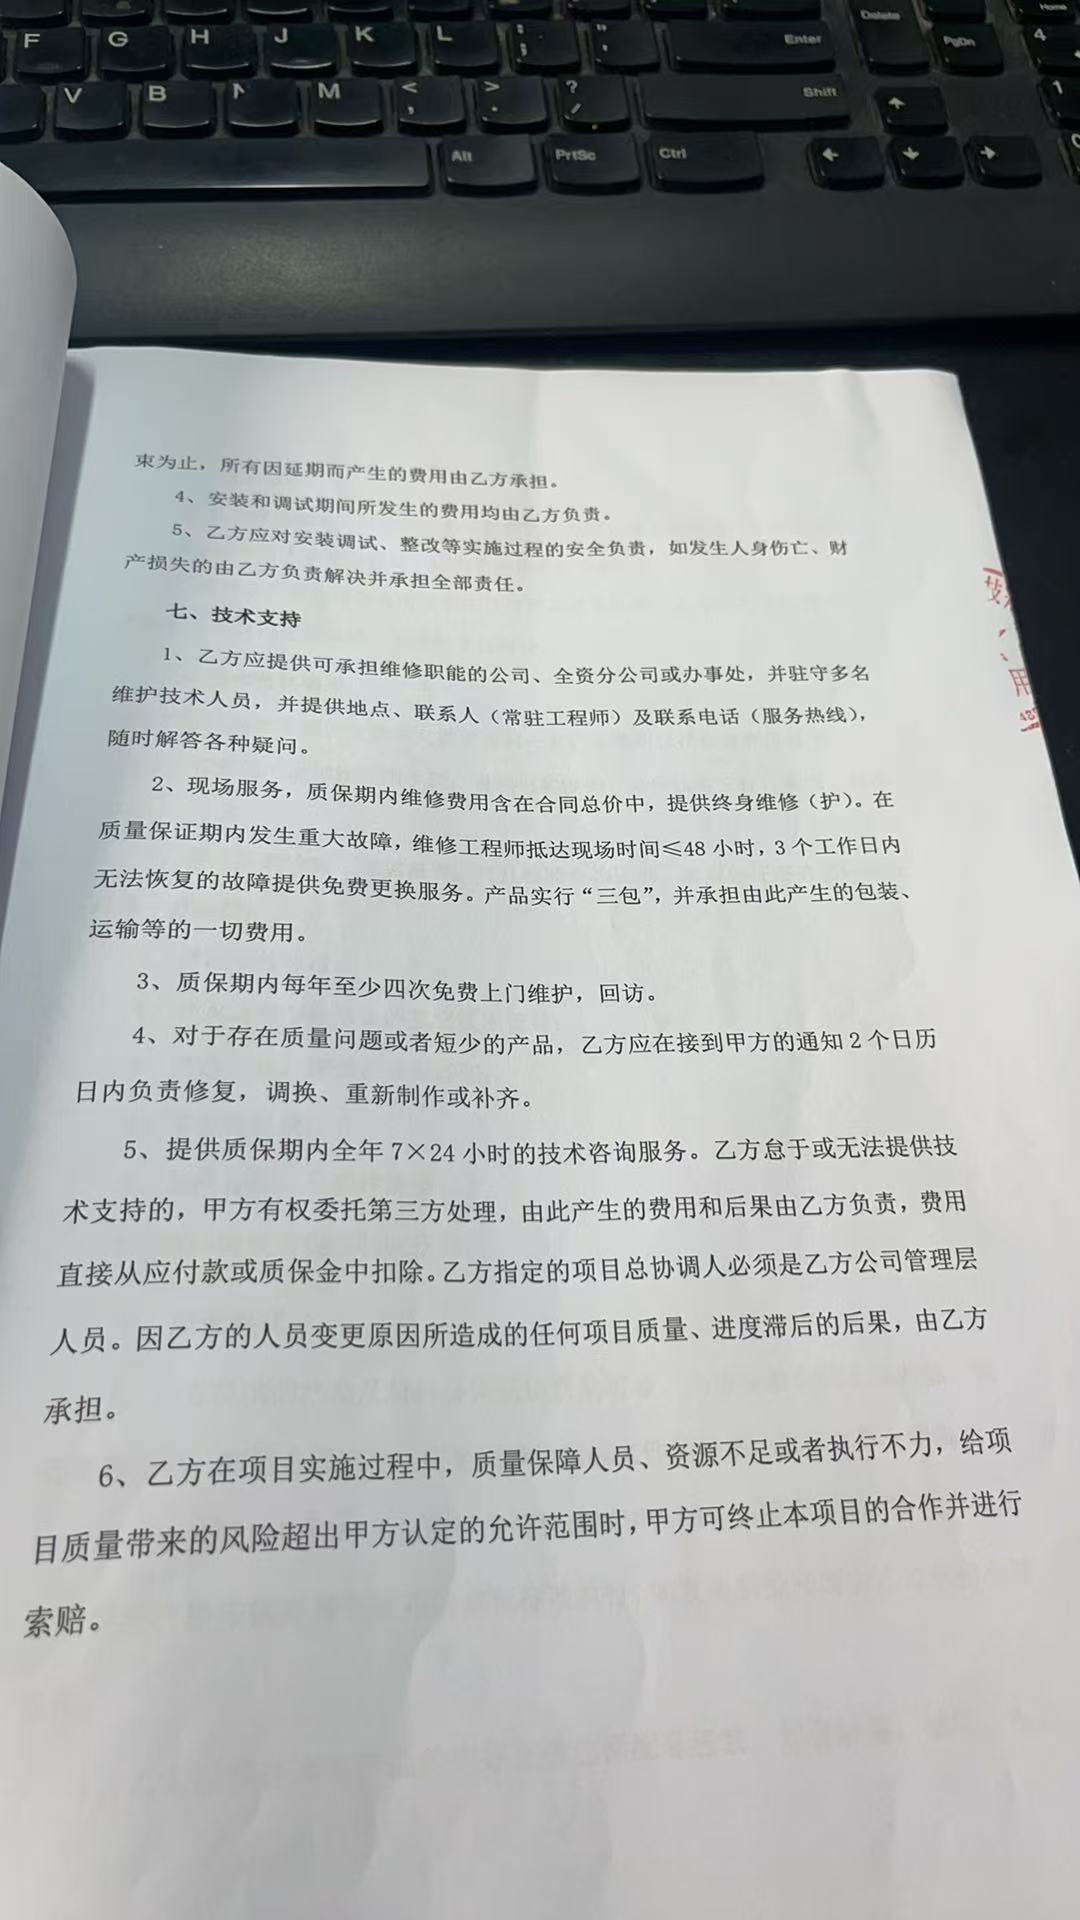 F G H J K L : ; " ' Enter Delete PgDn Home 4
V B N M < , > . ? / Shift 1
Alt PrtSc Ctrl
束为止，所有因延期而产生的费用由乙方承担。
4、安装和调试期间所发生的费用均由乙方负责。
5、乙方应对安装调试、整改等实施过程的安全负责，如发生人身伤亡、财
产损失的由乙方负责解决并承担全部责任。
七、技术支持
1、乙方应提供可承担维修职能的公司、全资分公司或办事处，并驻守多名
维护技术人员，并提供地点、联系人（常驻工程师）及联系电话（服务热线），
随时解答各种疑问。
2、现场服务，质保期内维修费用含在合同总价中，提供终身维修（护）。在
质量保证期内发生重大故障，维修工程师抵达现场时间≤48 小时，3 个工作日内
无法恢复的故障提供免费更换服务。产品实行“三包”，并承担由此产生的包装、
运输等的一切费用。
3、质保期内每年至少四次免费上门维护，回访。
4、对于存在质量问题或者短少的产品，乙方应在接到甲方的通知 2 个日历
日内负责修复，调换、重新制作或补齐。
5、提供质保期内全年 7×24 小时的技术咨询服务。乙方怠于或无法提供技
术支持的，甲方有权委托第三方处理，由此产生的费用和后果由乙方负责，费用
直接从应付款或质保金中扣除。乙方指定的项目总协调人必须是乙方公司管理层
人员。因乙方的人员变更原因所造成的任何项目质量、进度滞后的后果，由乙方
承担。
6、乙方在项目实施过程中，质量保障人员、资源不足或者执行不力，给项
目质量带来的风险超出甲方认定的允许范围时，甲方可终止本项目的合作并进行
索赔。
用